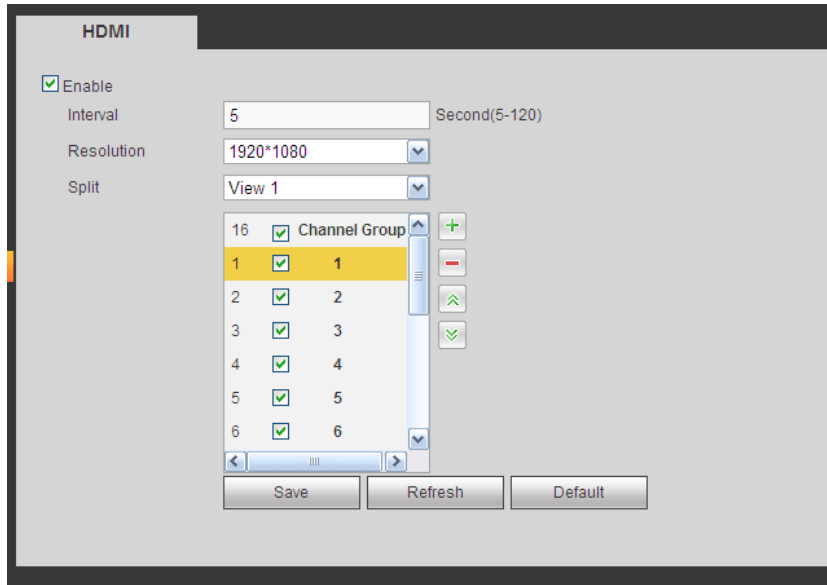 HDMI
Enable
Interval 5 Second(5-120)
Resolution 1920*1080
Split View 1
16 Channel Group
1 1
2 2
3 3
4 4
5 5
6 6
Save Refresh Default